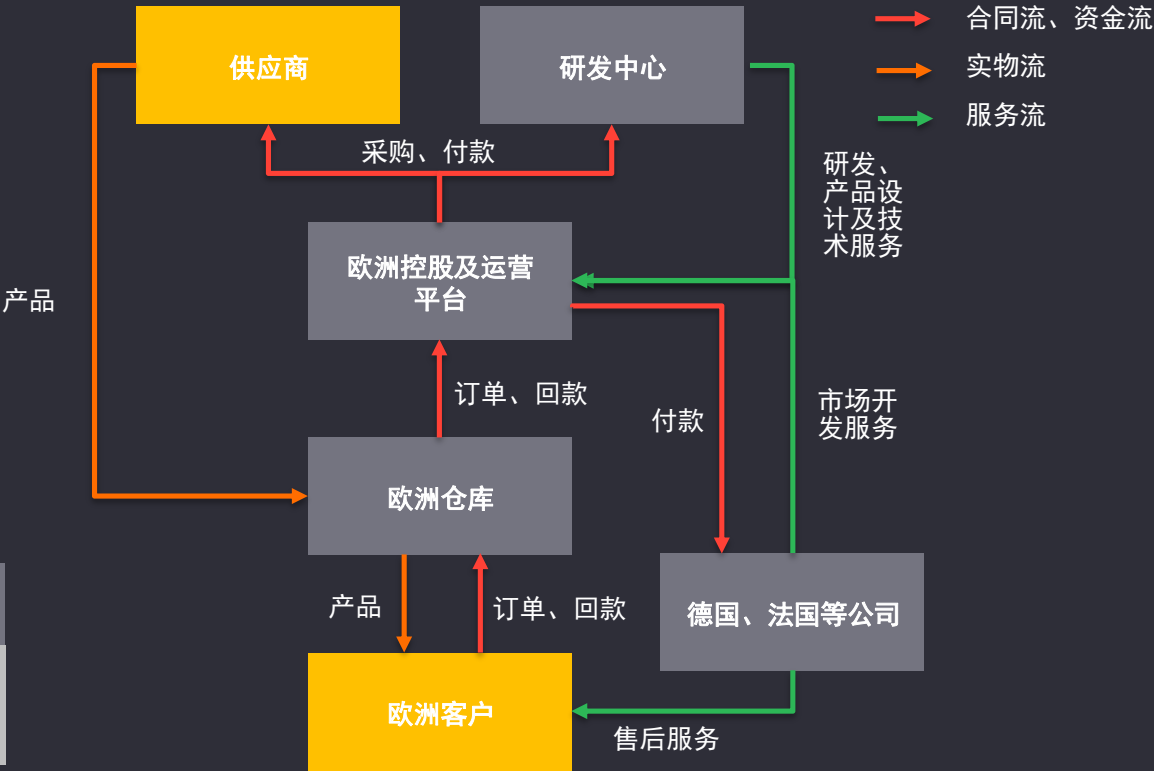 供应商
研发中心
合同流、资金流
实物流
服务流
采购、付款
研发、
产品设
计及技
术服务
欧洲控股及运营
平台
产品
订单、回款
付款
市场开
发服务
欧洲仓库
产品
订单、回款
德国、法国等公司
欧洲客户
售后服务